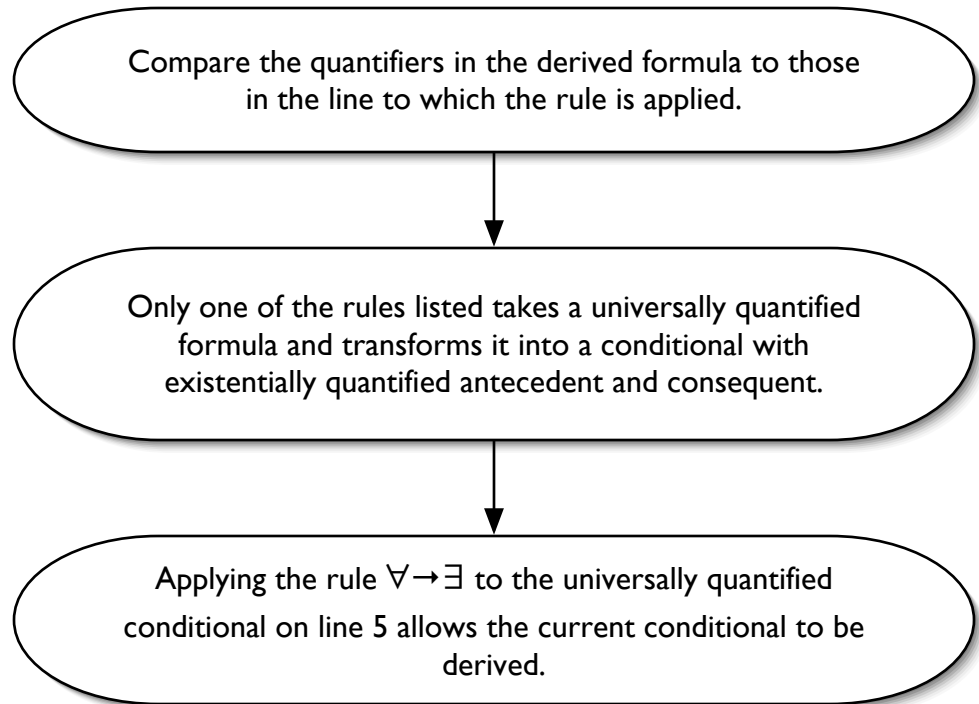 Compare the quantifiers in the derived formula to those
in the line to which the rule is applied.
Only one of the rules listed takes a universally quantified
formula and transforms it into a conditional with
existentially quantified antecedent and consequent.
Applying the rule ∀→∃ to the universally quantified
conditional on line 5 allows the current conditional to be
derived.